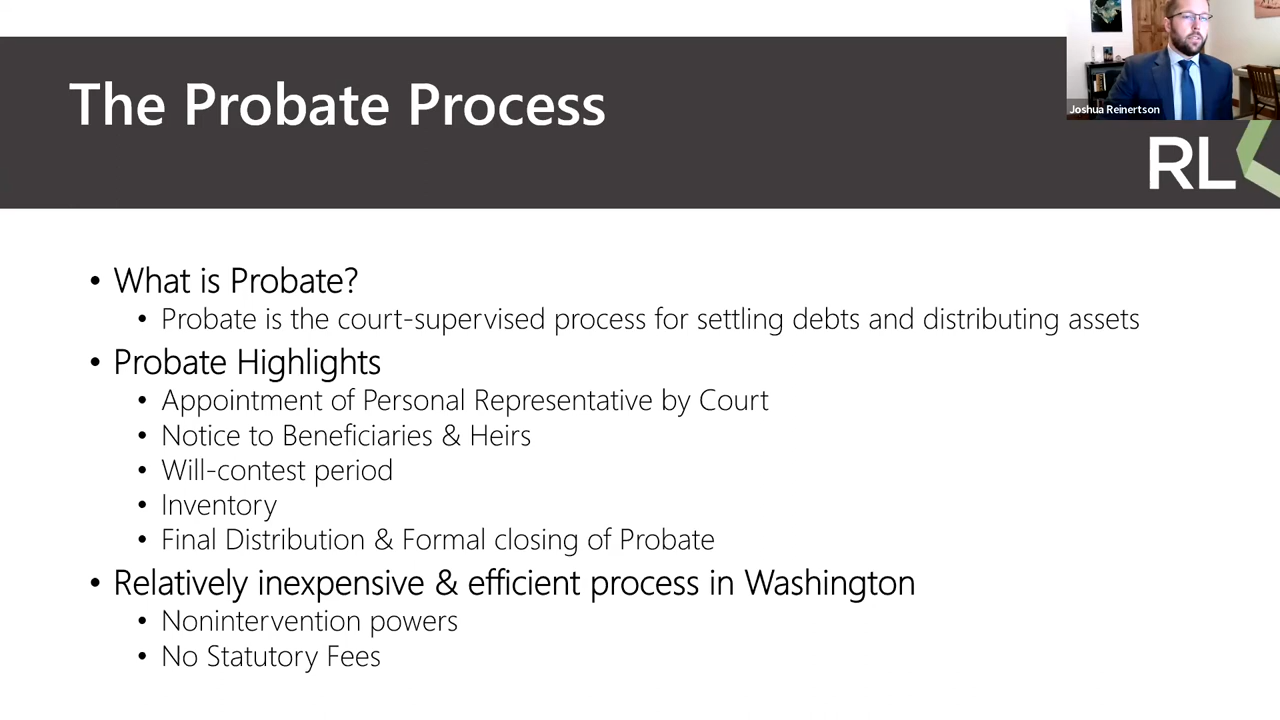 The Probate Process
Joshua Reinertson
RL
• What is Probate?
• Probate is the court-supervised process for settling debts and distributing assets
• Probate Highlights
• Appointment of Personal Representative by Court
• Notice to Beneficiaries & Heirs
• Will-contest period
• Inventory
• Final Distribution & Formal closing of Probate
• Relatively inexpensive & efficient process in Washington
• Nonintervention powers
• No Statutory Fees